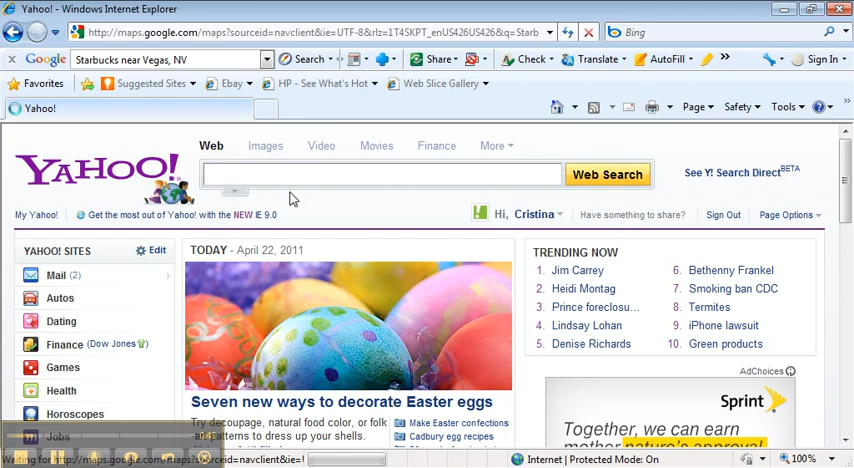 Yahoo! - Windows Internet Explorer
http://maps.google.com/maps?sourceid=navclient&ie=UTF-8&rlz=1T4SKPT_enUS426US426&q=Starb
Bing
x Google Starbucks near Vegas, NV Search Share Check Translate AutoFill Sign In
Favorites Suggested Sites Ebay HP - See What's Hot Web Slice Gallery
Yahoo! Page Safety Tools
Web Images Video Movies Finance More
YAHOO! Web Search See Y! Search Direct BETA
My Yahoo! Get the most out of Yahoo! with the NEW IE 9.0 Hi, Cristina Have something to share? Sign Out Page Options
YAHOO! SITES Edit
Mail (2)
Autos
Dating
Finance (Dow Jones)
Games
Health
Horoscopes
Jobs
TODAY - April 22, 2011
Seven new ways to decorate Easter eggs
Try decoupage, natural food color, or folk
patterns to dress up your shells.
Make Easter confections
Cadbury egg recipes
TRENDING NOW
1. Jim Carrey
2. Heidi Montag
3. Prince foreclosu...
4. Lindsay Lohan
5. Denise Richards
6. Bethenny Frankel
7. Smoking ban CDC
8. Termites
9. iPhone lawsuit
10. Green products
AdChoices
Sprint
Together, we can earn
mother nature's approval
Waiting for http://maps.google.com/maps?sourceid=navclient&ie=U
Internet | Protected Mode: On 100%